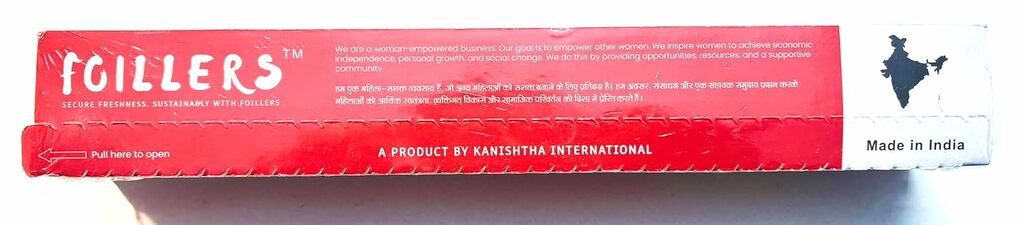 FOILLERS™
SECURE FRESHNESS, SUSTAINABLY WITH FOILLERS
We are a woman-empowered business. Our goal is to empower other women. We inspire women to achieve economic
independence, personal growth, and social change. We do this by providing opportunities, resources, and a supportive
community.
हम एक महिला-सशक्त व्यवसाय हैं, जो अन्य महिलाओं को सशक्त बनाने के लिए प्रतिबद्ध है। हम अवसर, संसाधन और एक सहायक समुदाय प्रदान करके
महिलाओं को आर्थिक स्वतंत्रता, व्यक्तिगत् विकास और सामाजिक परिवर्तन की दिशा में प्रेरित करते हैं।
Pull here to open
A PRODUCT BY KANISHTHA INTERNATIONAL
Made in India